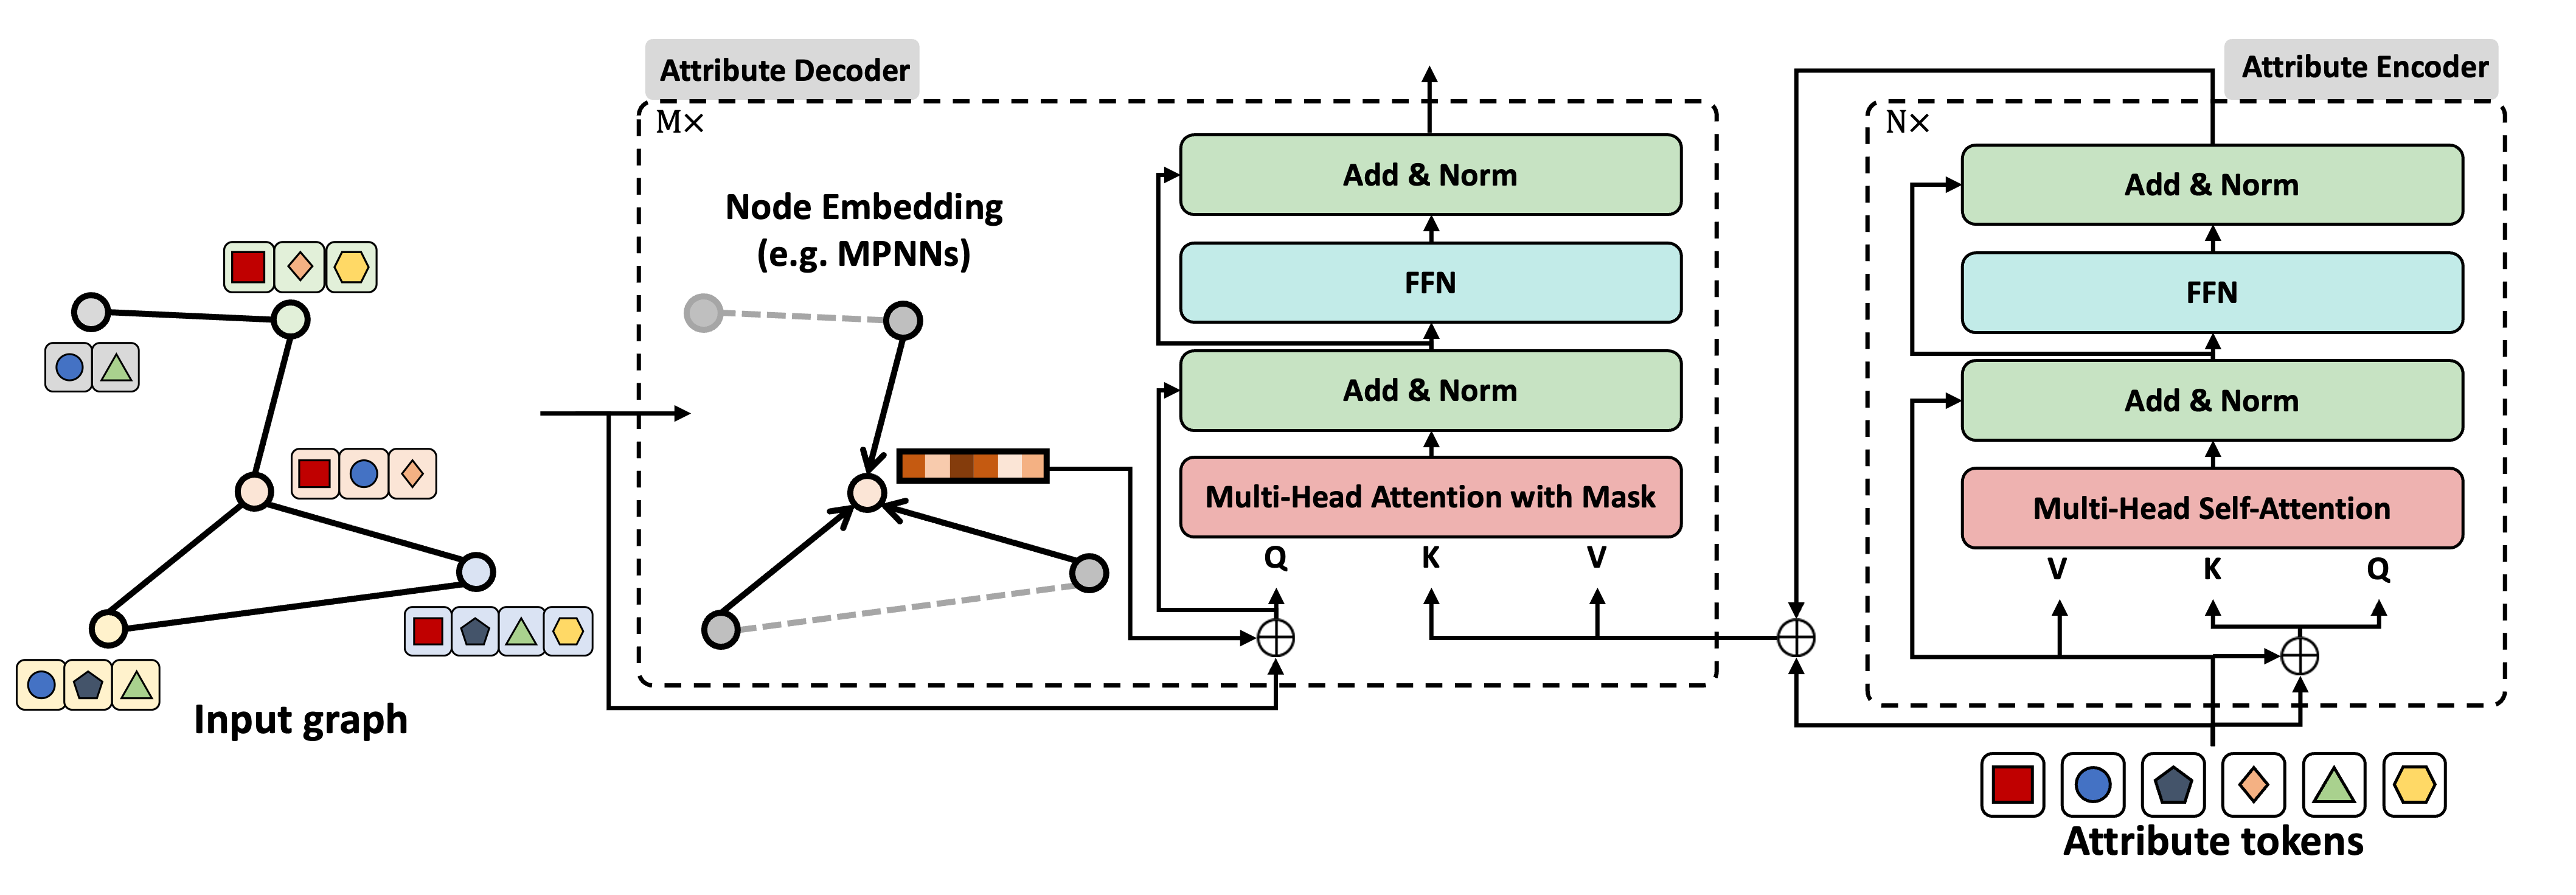 Attribute Decoder
M×
Node Embedding
(e.g. MPNNs)
Add & Norm
FFN
Add & Norm
Multi-Head Attention with Mask
Q K V
Input graph
Attribute Encoder
N×
Add & Norm
FFN
Add & Norm
Multi-Head Self-Attention
V K Q
Attribute tokens